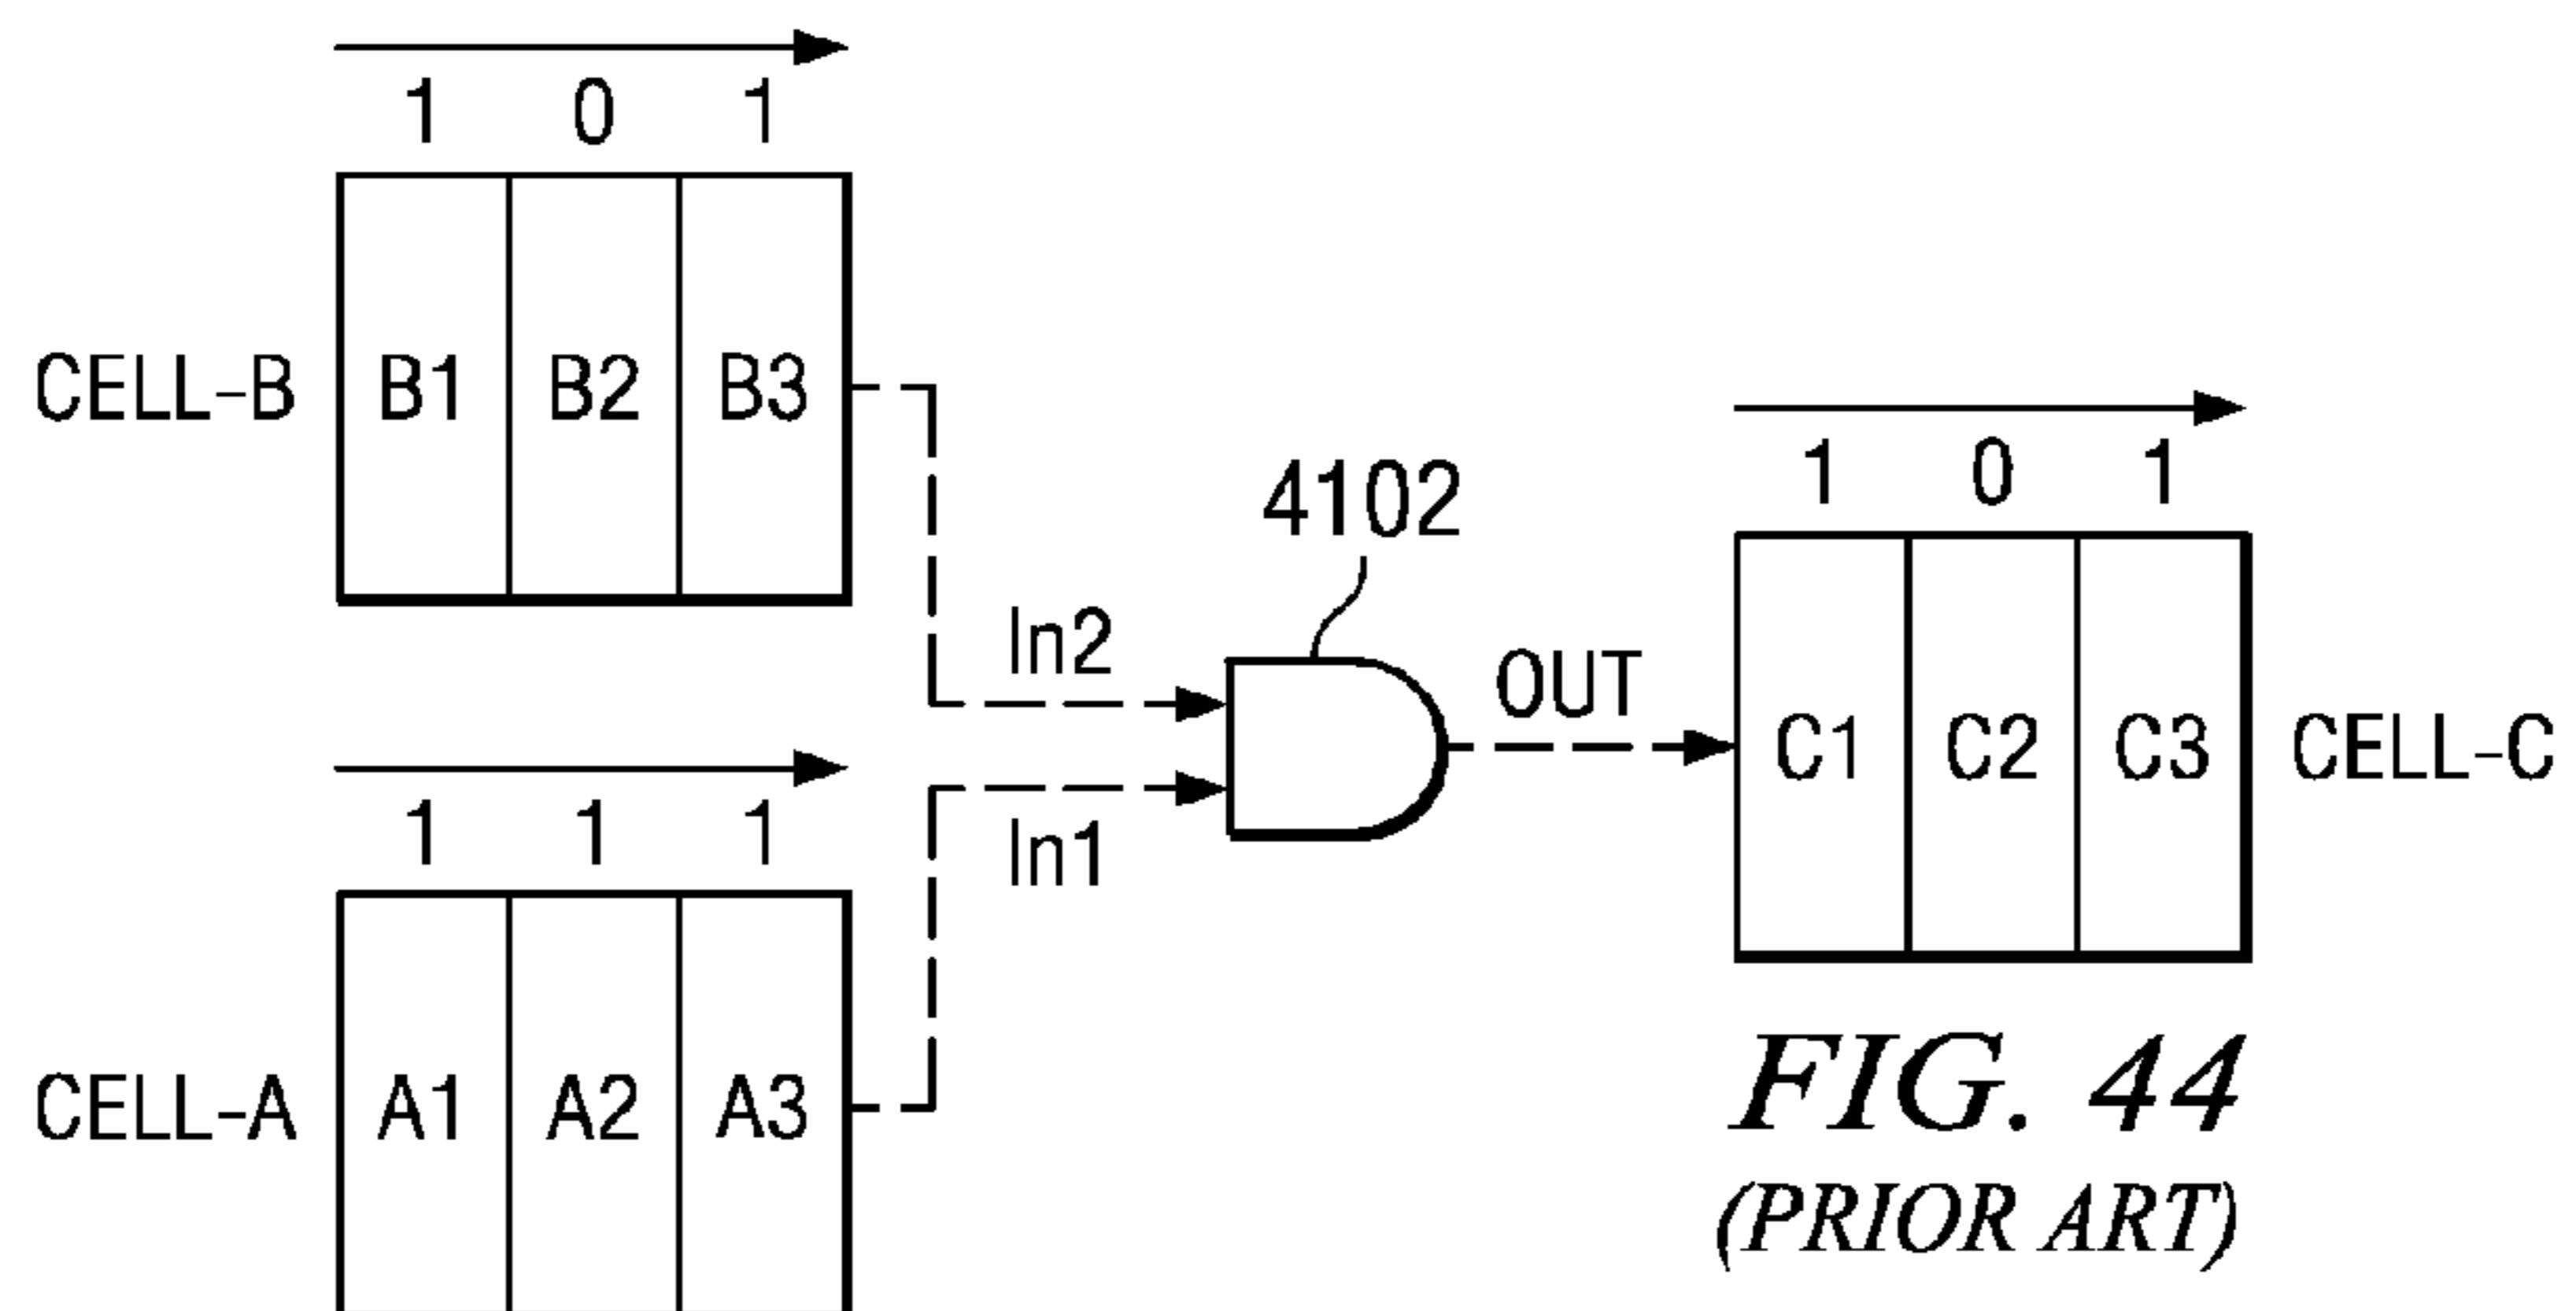 1 0 1
CELL-B B1 B2 B3
4102
1 0 1
In2
OUT
C1 C2 C3 CELL-C
1 1 1
In1
CELL-A A1 A2 A3
FIG. 44
(PRIOR ART)